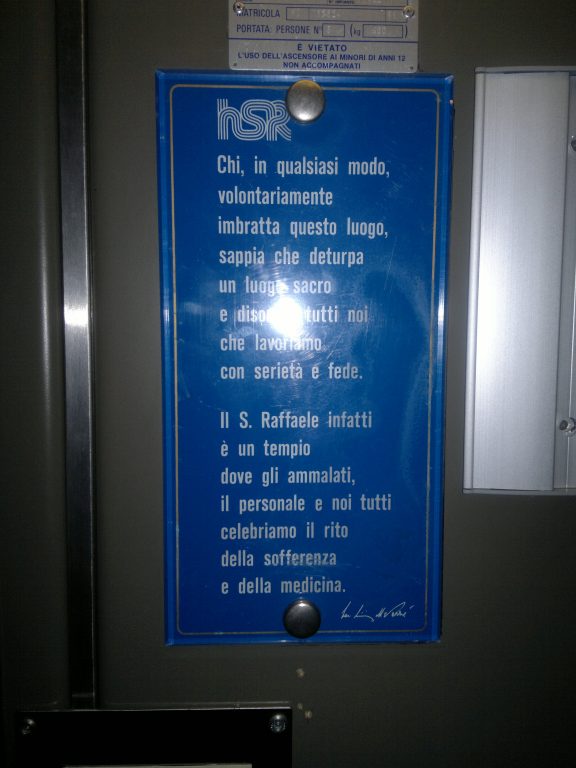 MATRICOLA
PORTATA: PERSONE N° (kg
È VIETATO
L'USO DELL'ASCENSORE AI MINORI DI ANNI 12
NON ACCOMPAGNATI
hSR
Chi, in qualsiasi modo,
volontariamente
imbratta questo luogo,
sappia che deturpa
un luogo sacro
e tutti noi
che lavoriamo
con serietà e fede.
Il S. Raffaele infatti
è un tempio
dove gli ammalati,
il personale e noi tutti
celebriamo il rito
della sofferenza
e della medicina.